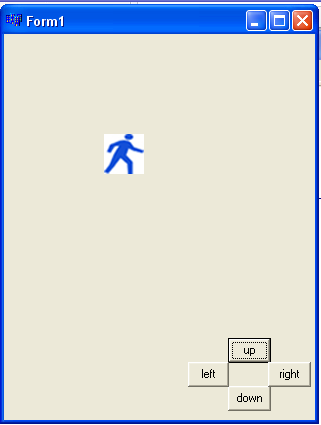 Form1
up
left
right
down